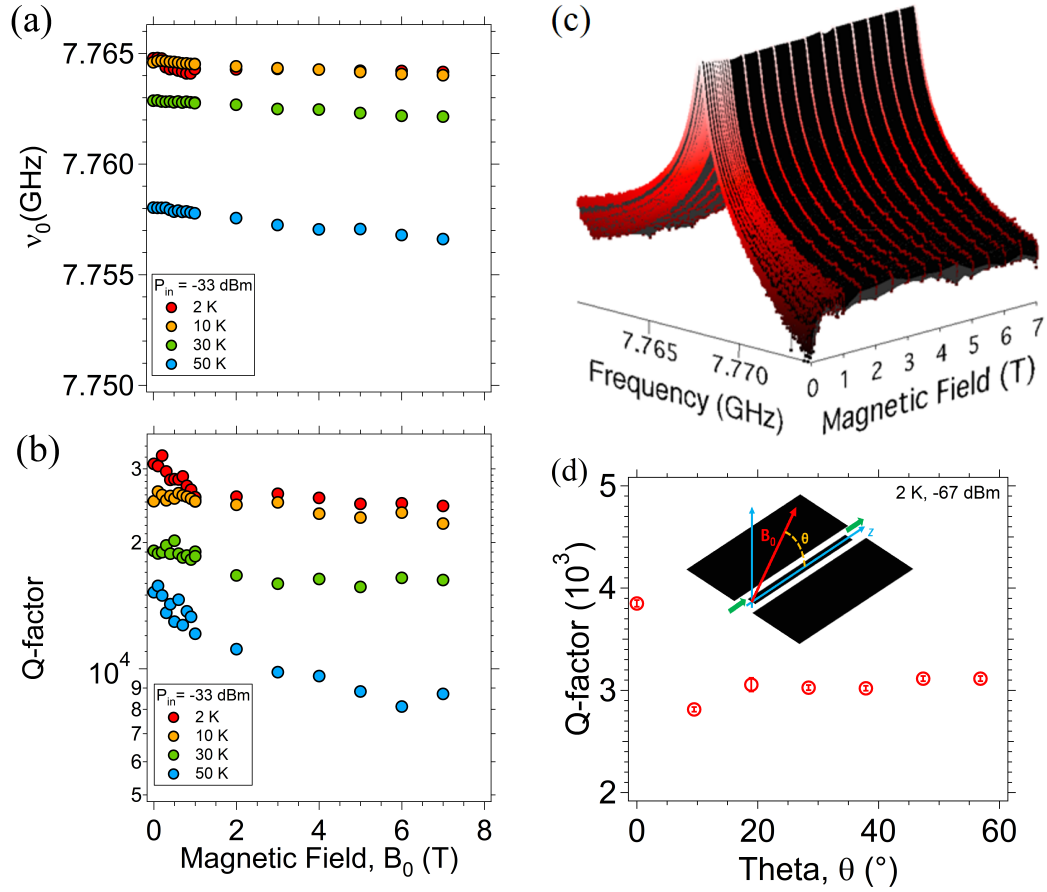 (a)
7.765
7.760
7.755
7.750
ν0(GHz)
Pin = -33 dBm
2 K
10 K
30 K
50 K
(b)
3
2
10^4
9
8
7
6
5
Q-factor
Pin = -33 dBm
2 K
10 K
30 K
50 K
0 2 4 6 8
Magnetic Field, B0 (T)
(c)
7.765
7.770
Frequency (GHz)
0 1 2 3 4 5 6 7
Magnetic Field (T)
(d)
2 K, -67 dBm
5
4
3
2
Q-factor (10^3)
B0
θ
z
0 20 40 60
Theta, θ (°)